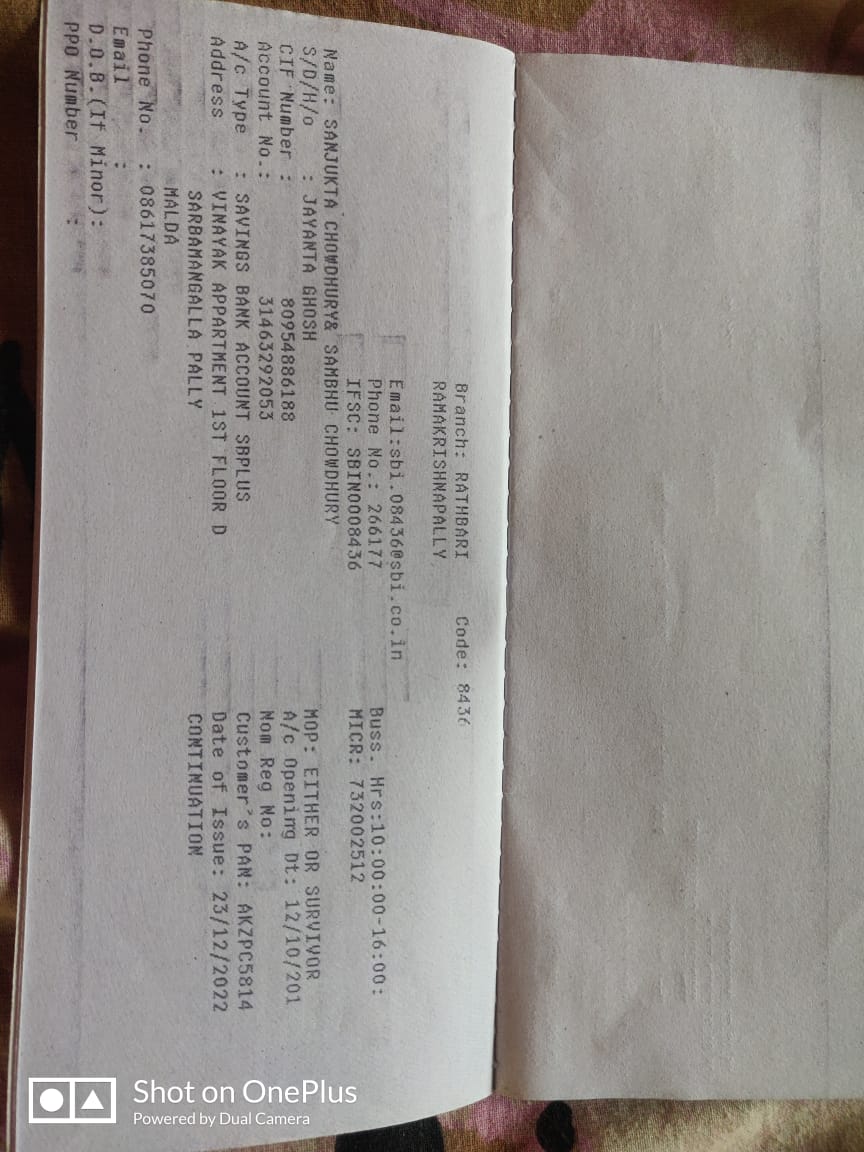 Branch: RATHBARI Code: 8436
RAMAKRISHNAPALLY
Email:sbi.08436@sbi.co.in
Phone No.: 266177 Buss. Hrs:10:00:00-16:00:
IFSC: SBIN0008436 MICR: 732002512
Name: SANJUKTA CHOWDHURY& SAMBHU CHOWDHURY
S/D/H/o : JAYANTA GHOSH MOP: EITHER OR SURVIVOR
CIF Number : 80954886188 A/c Opening Dt: 12/10/201
Account No.: 31463292053 Nom Reg No:
A/c Type : SAVINGS BANK ACCOUNT SBPLUS Customer's PAN: AKZPC5814
Address : VINAYAK APPARTMENT 1ST FLOOR D Date of Issue: 23/12/2022
SARBAMANGALLA PALLY CONTINUATION
MALDA
Phone No. : 08617385070
Email :
D.O.B.(If Minor):
PPO Number :
Shot on OnePlus
Powered by Dual Camera